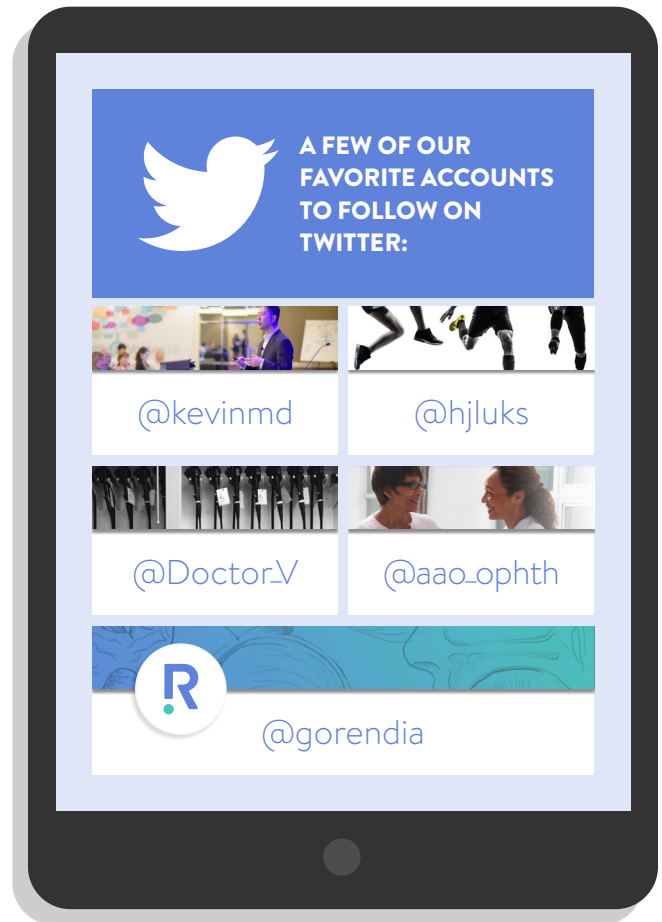 A FEW OF OUR
FAVORITE ACCOUNTS
TO FOLLOW ON
TWITTER:
@kevinmd
@hjluks
@Doctor_V
@aao_ophth
R
@gorendia